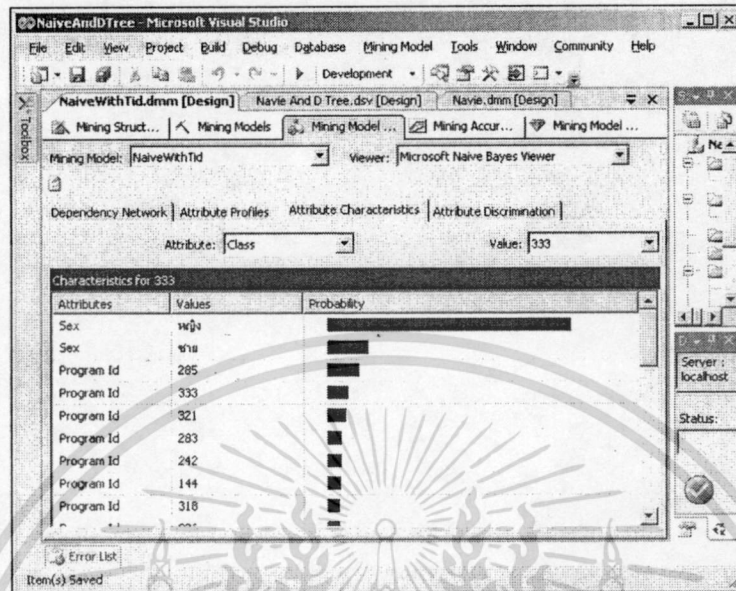 NaiveAndDTree - Microsoft Visual Studio
File Edit View Project Build Debug Database Mining Model Tools Window Community Help
Development
Toolbox
NaiveWithTid.dmm [Design] Navie And D Tree.dsv [Design] Navie.dmm [Design]
Mining Struct... Mining Models Mining Model ... Mining Accur... Mining Model ...
Mining Model: NaiveWithTid Viewer: Microsoft Naive Bayes Viewer
Dependency Network Attribute Profiles Attribute Characteristics Attribute Discrimination
Attribute: Class Value: 333
Characteristics for 333
Attributes Values Probability
Sex หญิง
Sex ชาย
Program Id 285
Program Id 333
Program Id 321
Program Id 283
Program Id 242
Program Id 144
Program Id 318
Server :
localhost
Status:
Error List
Item(s) Saved